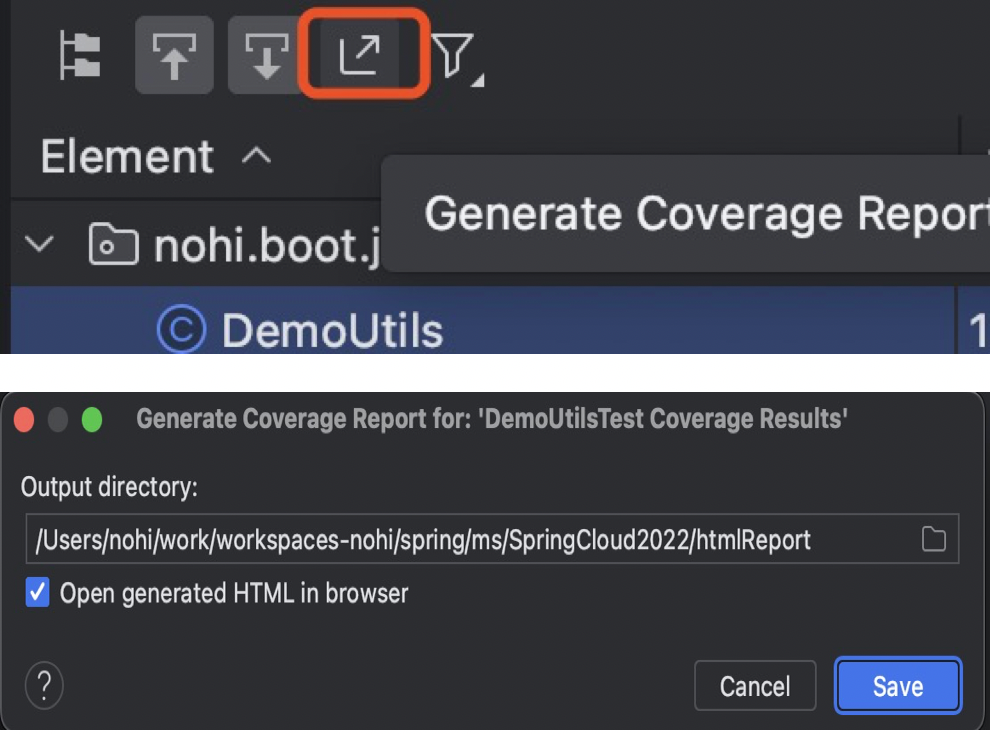 Element
Generate Coverage Report
nohi.boot.j
DemoUtils
1
Generate Coverage Report for: 'DemoUtilsTest Coverage Results'
Output directory:
/Users/nohi/work/workspaces-nohi/spring/ms/SpringCloud2022/htmlReport
Open generated HTML in browser
?
Cancel
Save